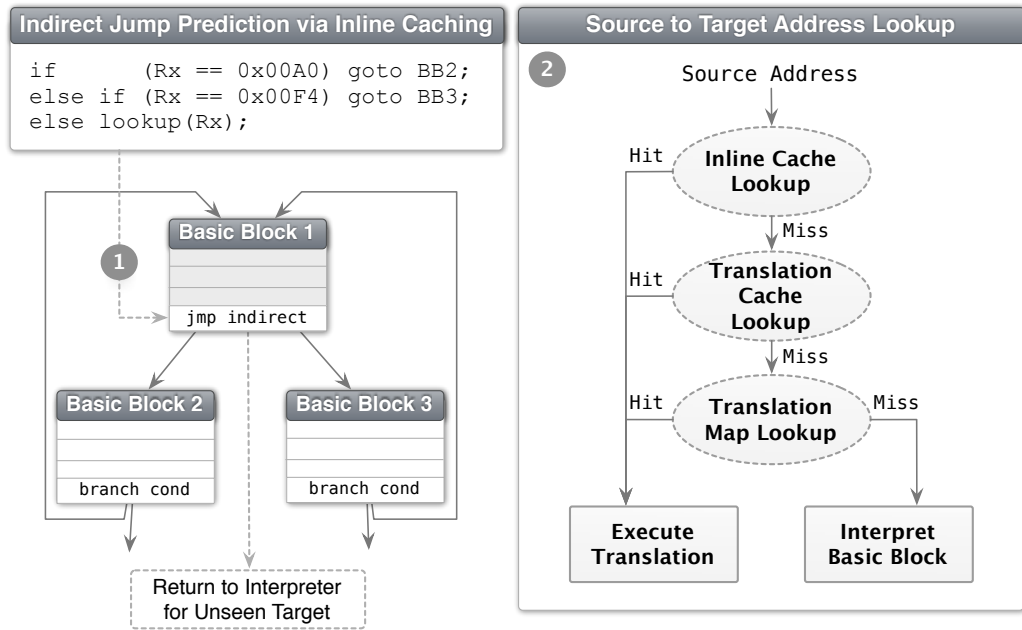 Indirect Jump Prediction via Inline Caching
if       (Rx == 0x00A0) goto BB2;
else if (Rx == 0x00F4) goto BB3;
else lookup(Rx);
1
Basic Block 1
jmp indirect
Basic Block 2
branch cond
Basic Block 3
branch cond
Return to Interpreter
for Unseen Target
Source to Target Address Lookup
2
Source Address
Hit
Inline Cache
Lookup
Miss
Hit
Translation
Cache
Lookup
Miss
Hit
Translation
Map Lookup
Miss
Execute
Translation
Interpret
Basic Block